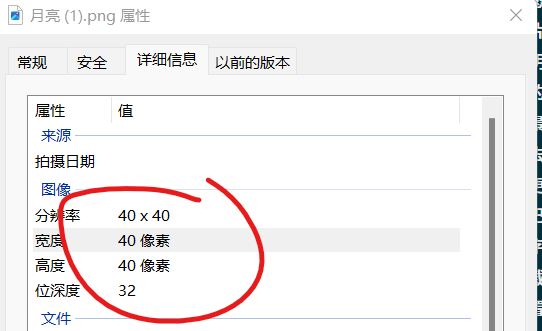 月亮 (1).png 属性
常规 安全 详细信息 以前的版本
属性 值
来源
拍摄日期
图像
分辨率 40 x 40
宽度 40 像素
高度 40 像素
位深度 32
文件